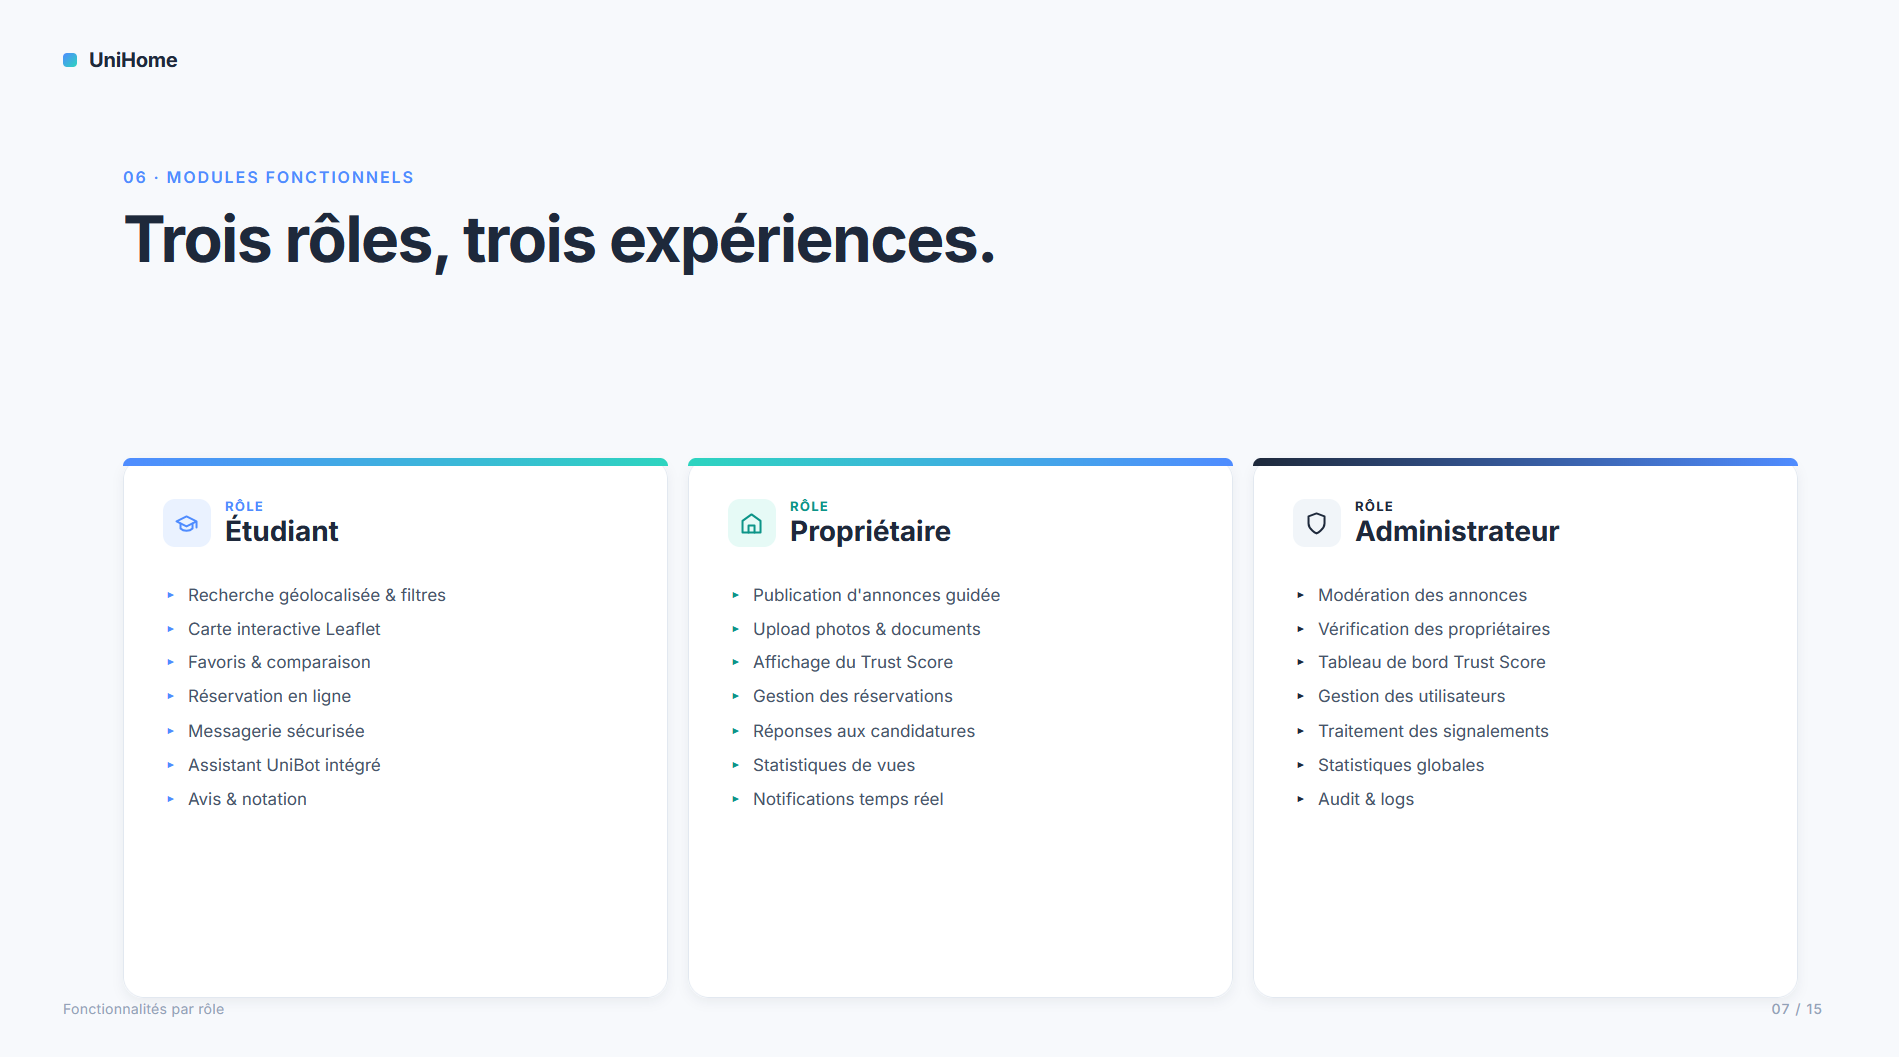 UniHome
06 · MODULES FONCTIONNELS
Trois rôles, trois expériences.
RÔLE
Étudiant
Recherche géolocalisée & filtres
Carte interactive Leaflet
Favoris & comparaison
Réservation en ligne
Messagerie sécurisée
Assistant UniBot intégré
Avis & notation
RÔLE
Propriétaire
Publication d'annonces guidée
Upload photos & documents
Affichage du Trust Score
Gestion des réservations
Réponses aux candidatures
Statistiques de vues
Notifications temps réel
RÔLE
Administrateur
Modération des annonces
Vérification des propriétaires
Tableau de bord Trust Score
Gestion des utilisateurs
Traitement des signalements
Statistiques globales
Audit & logs
Fonctionnalités par rôle
07 / 15